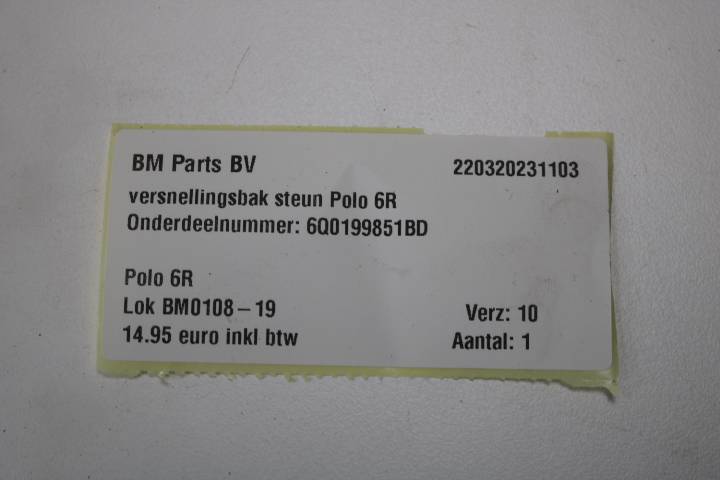 BM Parts BV 220320231103
versnellingsbak steun Polo 6R
Onderdeelnummer: 6Q0199851BD
Polo 6R
Lok BM0108-19 Verz: 10
14.95 euro inkl btw Aantal: 1